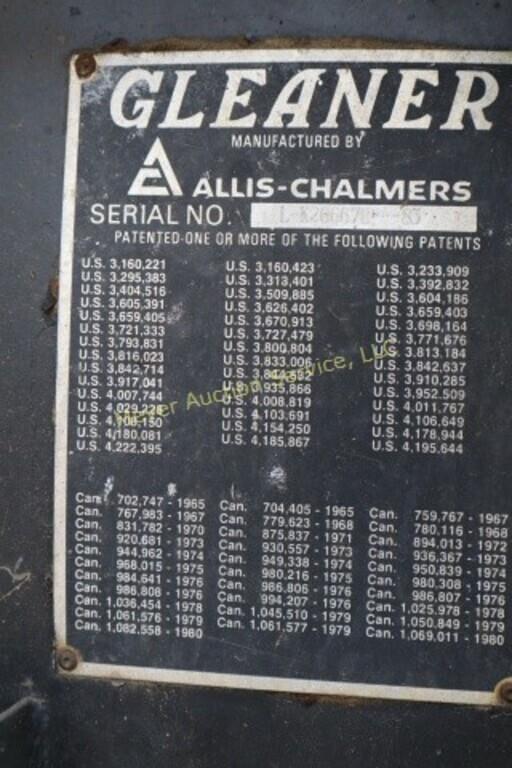 GLEANER
MANUFACTURED BY
ALLIS-CHALMERS
SERIAL NO.
PATENTED ONE OR MORE OF THE FOLLOWING PATENTS
U.S. 3,160,221 U.S. 3,160,423 U.S. 3,233,909
U.S. 3,295,383 U.S. 3,313,401 U.S. 3,392,832
U.S. 3,404,516 U.S. 3,509,885 U.S. 3,604,186
U.S. 3,605,391 U.S. 3,626,402 U.S. 3,659,403
U.S. 3,659,405 U.S. 3,670,913 U.S. 3,698,164
U.S. 3,721,333 U.S. 3,727,479 U.S. 3,771,676
U.S. 3,793,831 U.S. 3,800,804 U.S. 3,813,184
U.S. 3,816,023 U.S. 3,833,006 U.S. 3,842,637
U.S. 3,842,714 U.S. U.S. 3,910,285
U.S. 3,917,041 U.S. 3,935,866 U.S. 3,952,509
U.S. 4,007,744 U.S. 4,008,819 U.S. 4,011,767
U.S. 4,029,228 U.S. 4,103,691 U.S. 4,106,649
U.S. 4,108,150 U.S. 4,154,250 U.S. 4,178,944
U.S. 4,180,081 U.S. 4,185,867 U.S. 4,195,644
U.S. 4,222,395
Meyer Auction Service, LLC
Can. 702,747 - 1965 Can. 704,405 - 1965 Can. 759,767 - 1967
Can. 767,983 - 1967 Can. 779,623 - 1968 Can. 780,116 - 1968
Can. 831,782 - 1970 Can. 875,837 - 1971 Can. 894,013 - 1972
Can. 920,681 - 1973 Can. 930,557 - 1973 Can. 936,367 - 1973
Can. 944,962 - 1974 Can. 949,338 - 1974 Can. 950,839 - 1974
Can. 968,015 - 1975 Can. 980,216 - 1975 Can. 980,308 - 1975
Can. 984,641 - 1976 Can. 986,806 - 1976 Can. 986,807 - 1976
Can. 986,808 - 1976 Can. 994,207 - 1976 Can. 1,025,978 - 1978
Can. 1,036,454 - 1978 Can. 1,045,510 - 1979 Can. 1,050,849 - 1979
Can. 1,061,576 - 1979 Can. 1,061,577 - 1979 Can. 1,069,011 - 1980
Can. 1,082,558 - 1980